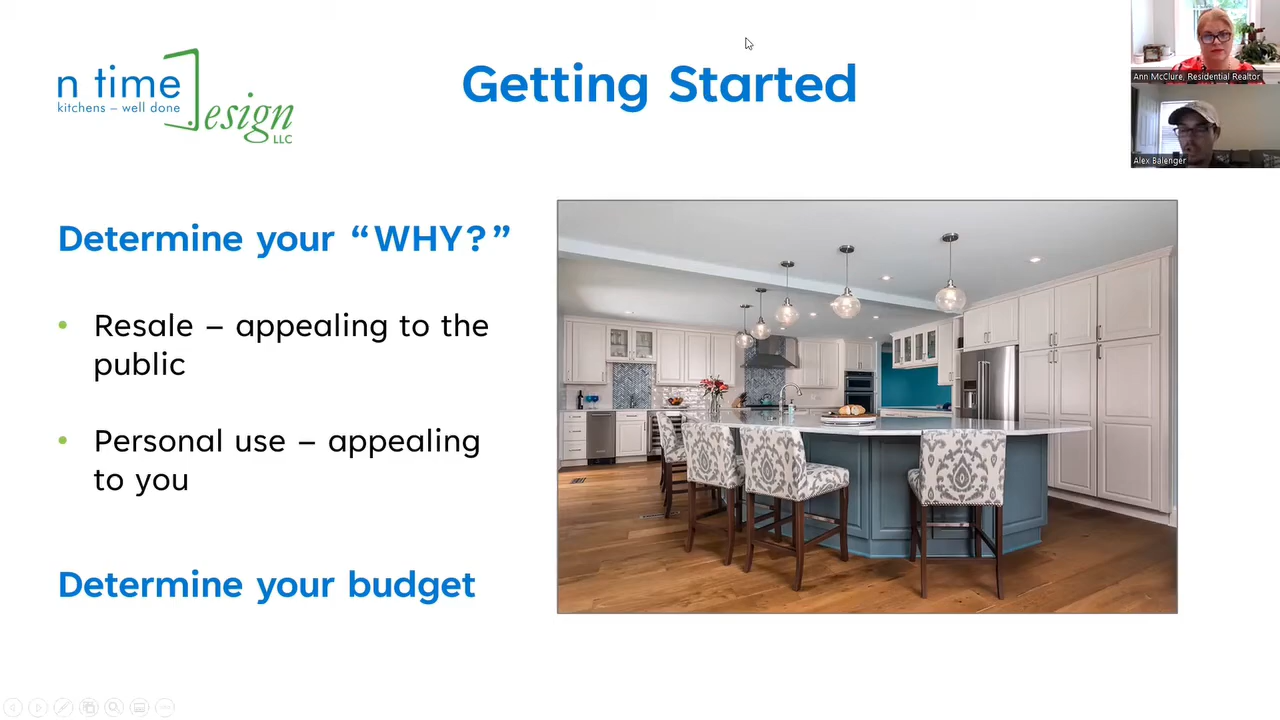 n time
kitchens – well done
esign
LLC
Getting Started
Ann McClure, Residential Realtor
Alex Balenger
Determine your “WHY?”
• Resale – appealing to the
public
• Personal use – appealing
to you
Determine your budget